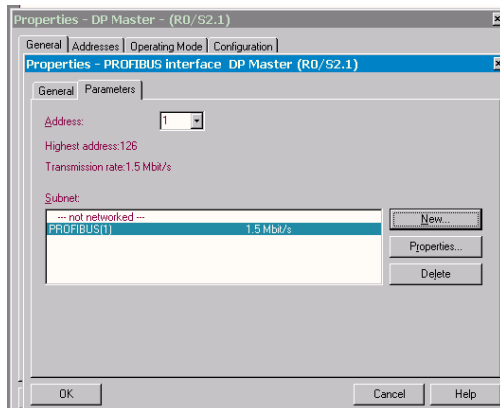 Properties - DP Master - (R0/S2.1)
General Addresses Operating Mode Configuration
Properties - PROFIBUS interface DP Master (R0/S2.1)
General Parameters
Address: 1
Highest address:126
Transmission rate:1.5 Mbit/s
Subnet:
--- not networked ---
PROFIBUS(1) 1.5 Mbit/s
New...
Properties...
Delete
OK Cancel Help